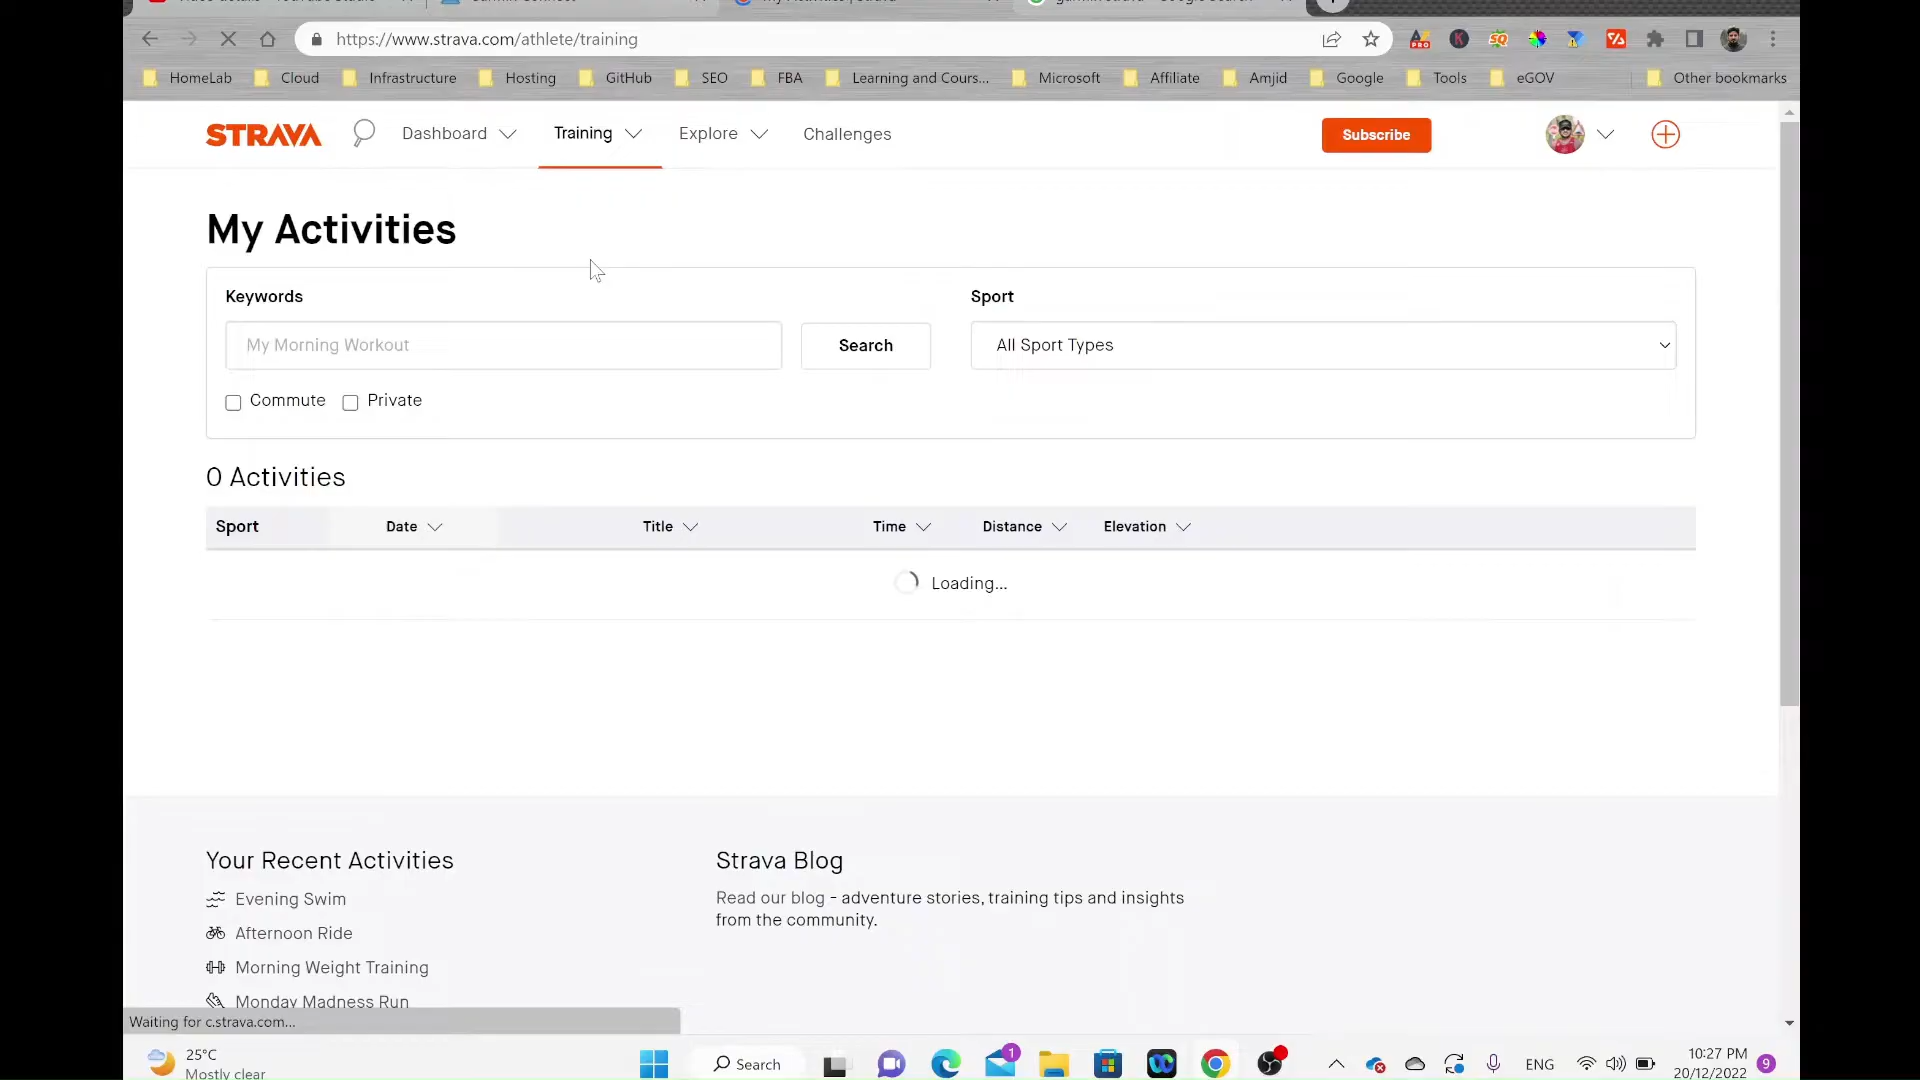 https://www.strava.com/athlete/training
HomeLab Cloud Infrastructure Hosting GitHub SEO FBA Learning and Cours... Microsoft Affiliate Amjid Google Tools eGOV Other bookmarks
STRAVA Dashboard Training Explore Challenges Subscribe
My Activities
Keywords Sport
My Morning Workout Search All Sport Types
Commute Private
0 Activities
Sport Date Title Time Distance Elevation
Loading...
Your Recent Activities Strava Blog
Evening Swim Read our blog - adventure stories, training tips and insights
from the community.
Afternoon Ride
Morning Weight Training
Monday Madness Run
Waiting for c.strava.com...
25°C
Mostly clear
Search 1 ENG 10:27 PM
20/12/2022 9